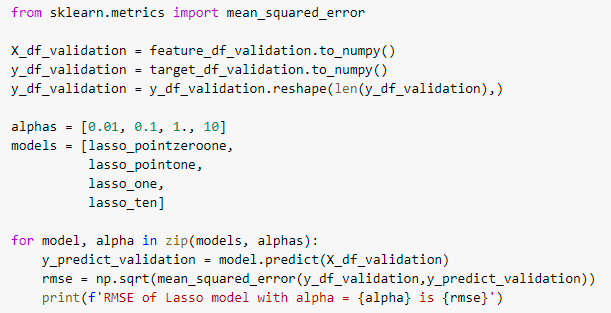 from sklearn.metrics import mean_squared_error
X_df_validation = feature_df_validation.to_numpy()
y_df_validation = target_df_validation.to_numpy()
y_df_validation = y_df_validation.reshape(len(y_df_validation),)
alphas = [0.01, 0.1, 1., 10]
models = [lasso_pointzeroone,
lasso_pointone,
lasso_one,
lasso_ten]
for model, alpha in zip(models, alphas):
y_predict_validation = model.predict(X_df_validation)
rmse = np.sqrt(mean_squared_error(y_df_validation,y_predict_validation))
print(f'RMSE of Lasso model with alpha = {alpha} is {rmse}')